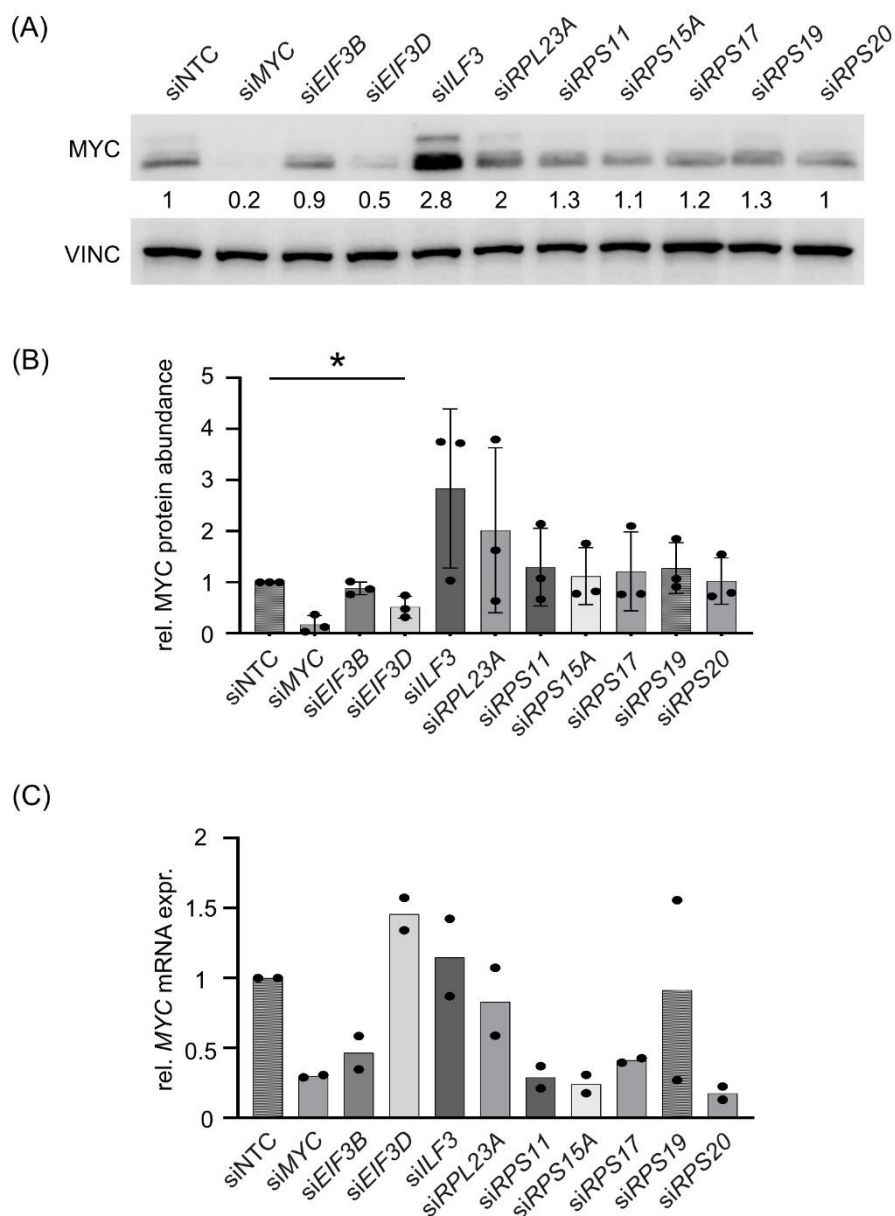 (A)
siNTC siMYC siEIF3B siEIF3D siILF3 siRPL23A siRPS11 siRPS15A siRPS17 siRPS19 siRPS20
MYC
1 0.2 0.9 0.5 2.8 2 1.3 1.1 1.2 1.3 1
VINC
(B)
*
rel. MYC protein abundance
5
4
3
2
1
0
siNTC siMYC siEIF3B siEIF3D siILF3 siRPL23A siRPS11 siRPS15A siRPS17 siRPS19 siRPS20
(C)
rel. MYC mRNA expr.
2
1.5
1
0.5
0
siNTC siMYC siEIF3B siEIF3D siILF3 siRPL23A siRPS11 siRPS15A siRPS17 siRPS19 siRPS20